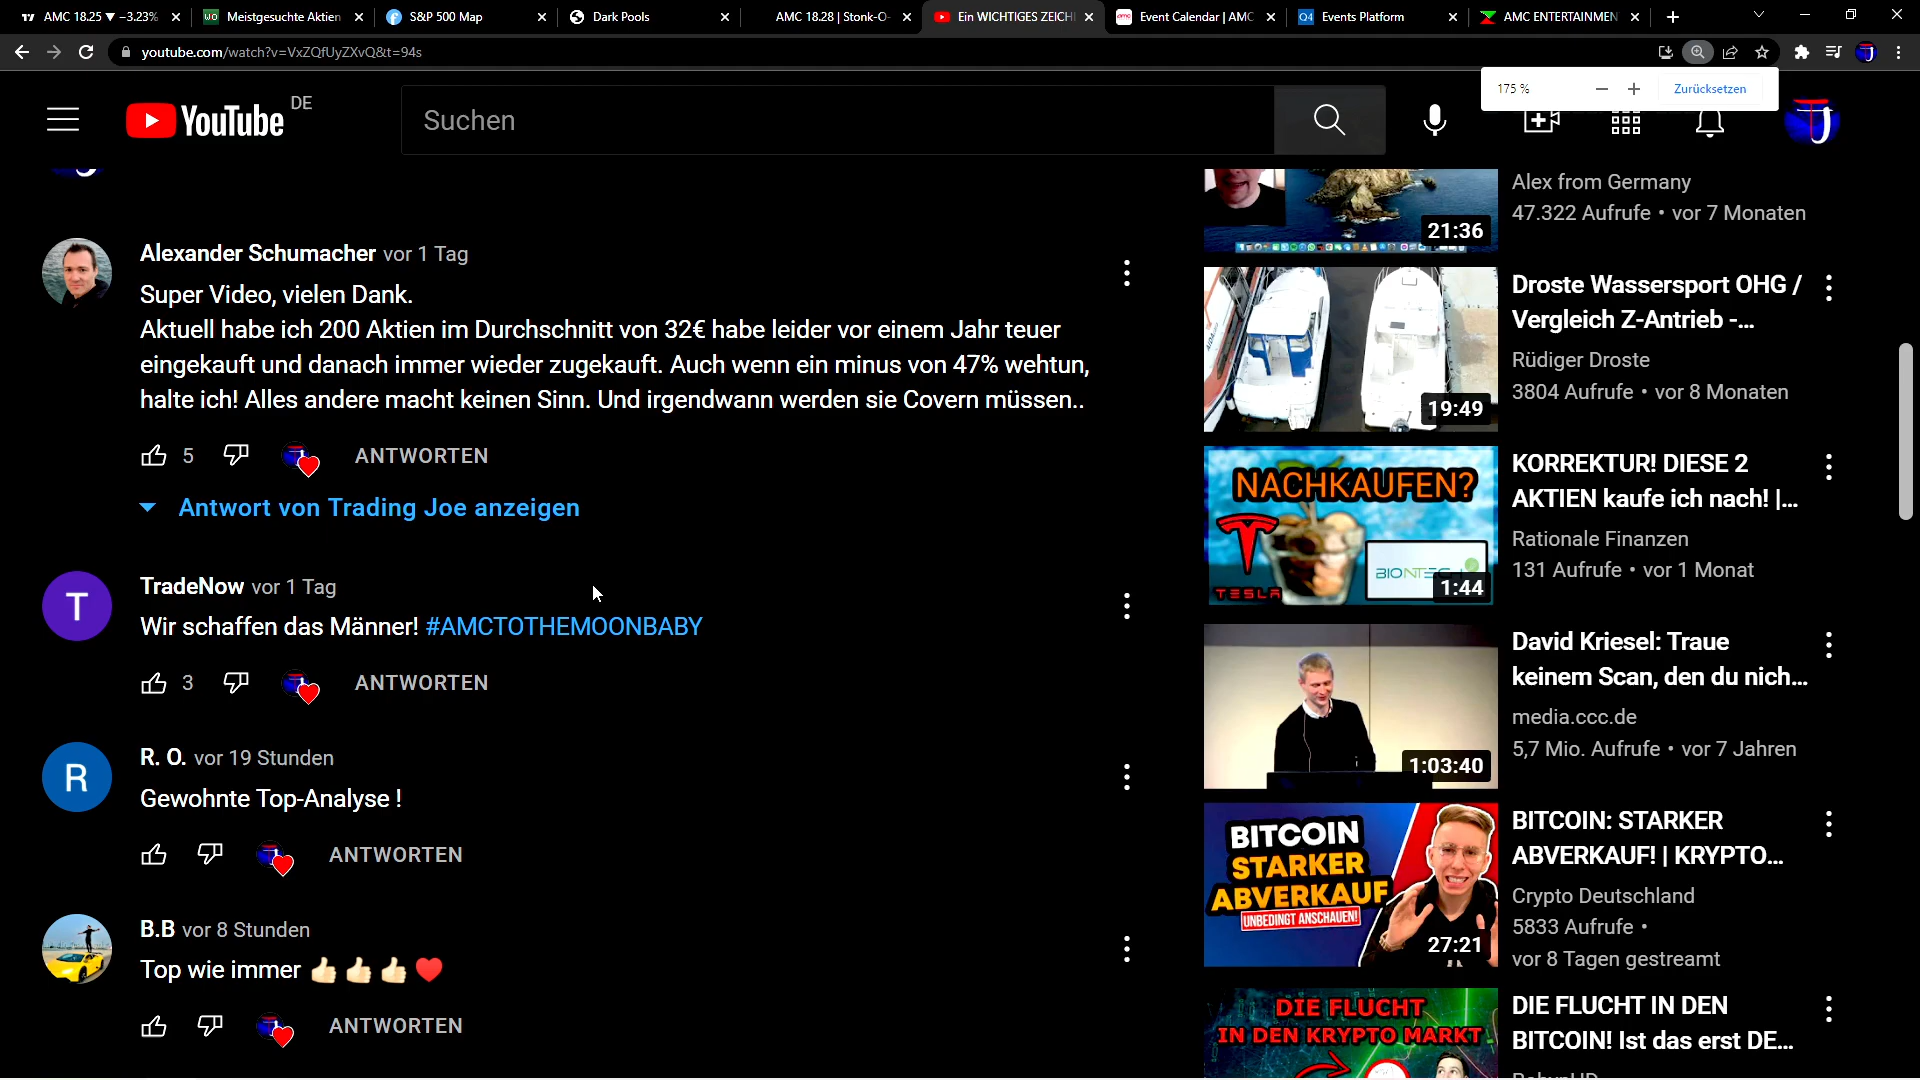 AMC 18.25 ▼ −3.23%
WO Meistgesuchte Aktien
S&P 500 Map
Dark Pools
AMC 18.28 | Stonk-O-
Ein WICHTIGES ZEICH
Event Calendar | AMC
Q4 Events Platform
AMC ENTERTAINMEN
youtube.com/watch?v=VxZQfUyZXvQ&t=94s
175 %
Zurücksetzen
YouTube DE
Suchen
Alexander Schumacher vor 1 Tag
Super Video, vielen Dank.
Aktuell habe ich 200 Aktien im Durchschnitt von 32€ habe leider vor einem Jahr teuer
eingekauft und danach immer wieder zugekauft. Auch wenn ein minus von 47% wehtun,
halte ich! Alles andere macht keinen Sinn. Und irgendwann werden sie Covern müssen..
5 ANTWORTEN
Antwort von Trading Joe anzeigen
T
TradeNow vor 1 Tag
Wir schaffen das Männer! #AMCTOTHEMOONBABY
3 ANTWORTEN
R
R. O. vor 19 Stunden
Gewohnte Top-Analyse !
ANTWORTEN
B.B vor 8 Stunden
Top wie immer 👍🏻👍🏻👍🏻❤️
ANTWORTEN
21:36
Alex from Germany
47.322 Aufrufe • vor 7 Monaten
19:49
Droste Wassersport OHG /
Vergleich Z-Antrieb -...
Rüdiger Droste
3804 Aufrufe • vor 8 Monaten
NACHKAUFEN?
TESLA
BIONTECH
1:44
KORREKTUR! DIESE 2
AKTIEN kaufe ich nach! |...
Rationale Finanzen
131 Aufrufe • vor 1 Monat
1:03:40
David Kriesel: Traue
keinem Scan, den du nich...
media.ccc.de
5,7 Mio. Aufrufe • vor 7 Jahren
BITCOIN
STARKER
ABVERKAUF
UNBEDINGT ANSCHAUEN!
27:21
BITCOIN: STARKER
ABVERKAUF! | KRYPTO...
Crypto Deutschland
5833 Aufrufe •
vor 8 Tagen gestreamt
DIE FLUCHT
IN DEN KRYPTO MARKT
DIE FLUCHT IN DEN
BITCOIN! Ist das erst DE...